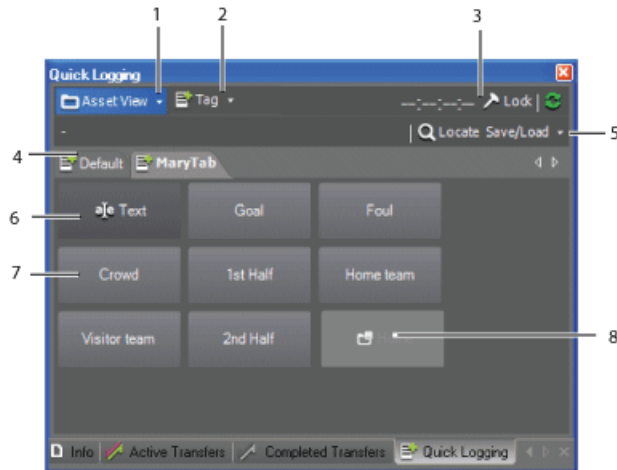 1
2
3
Quick Logging
Asset View
Tag
--:--:--:--
Lock |
5
-
| Locate Save/Load
4
Default
MaryTab
6
a|e Text
Goal
Foul
7
Crowd
1st Half
Home team
Visitor team
2nd Half
8
Info
Active Transfers
Completed Transfers
Quick Logging